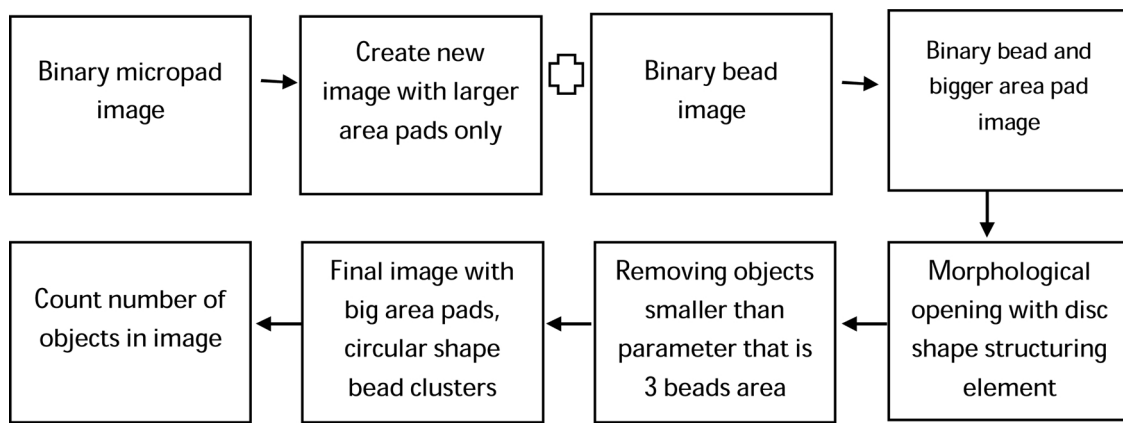 Binary micropad
image
Create new
image with larger
area pads only
Binary bead
image
Binary bead and
bigger area pad
image
Morphological
opening with disc
shape structuring
element
Removing objects
smaller than
parameter that is
3 beads area
Final image with
big area pads,
circular shape
bead clusters
Count number of
objects in image